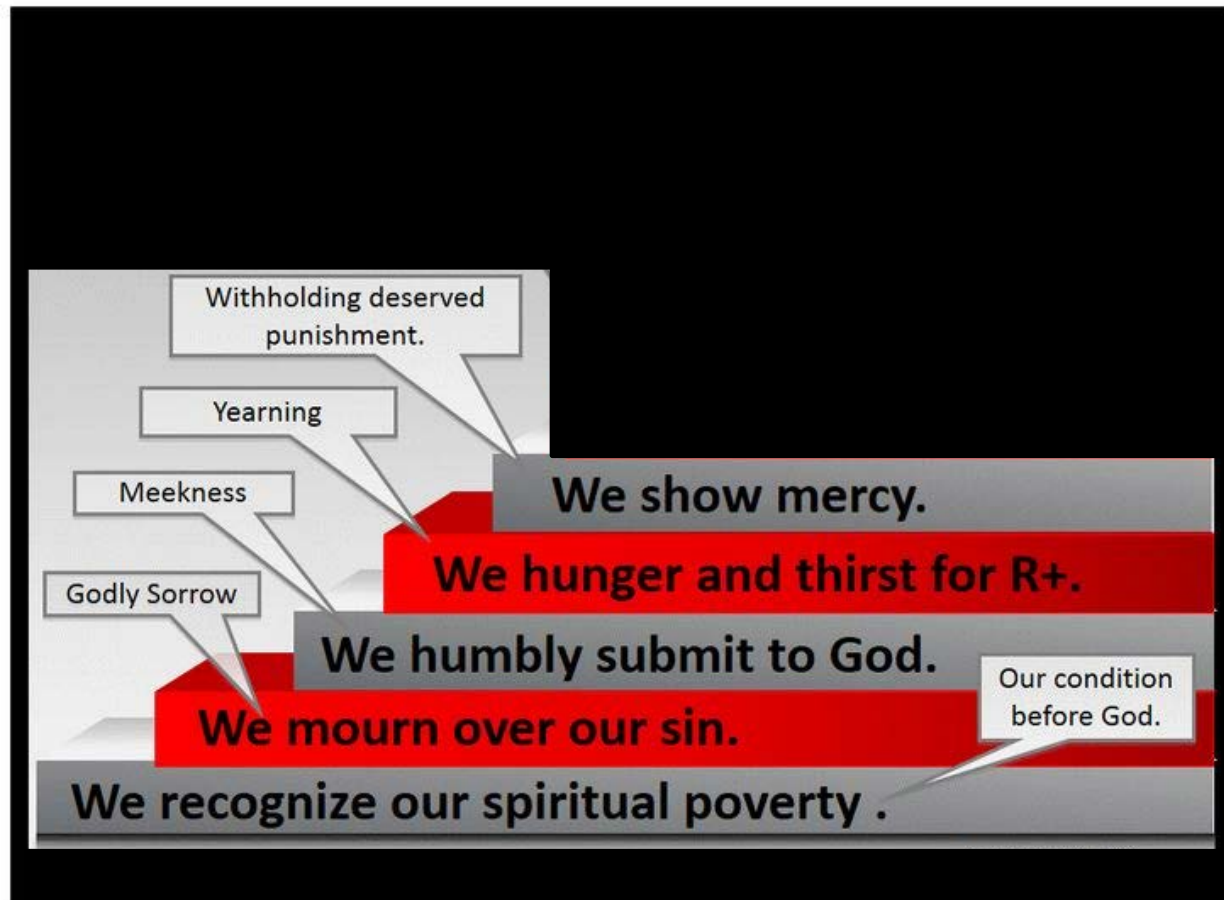 Withholding deserved
punishment.
Yearning
We show mercy.
Meekness
We hunger and thirst for R+.
Godly Sorrow
We humbly submit to God.
Our condition
before God.
We mourn over our sin.
We recognize our spiritual poverty .